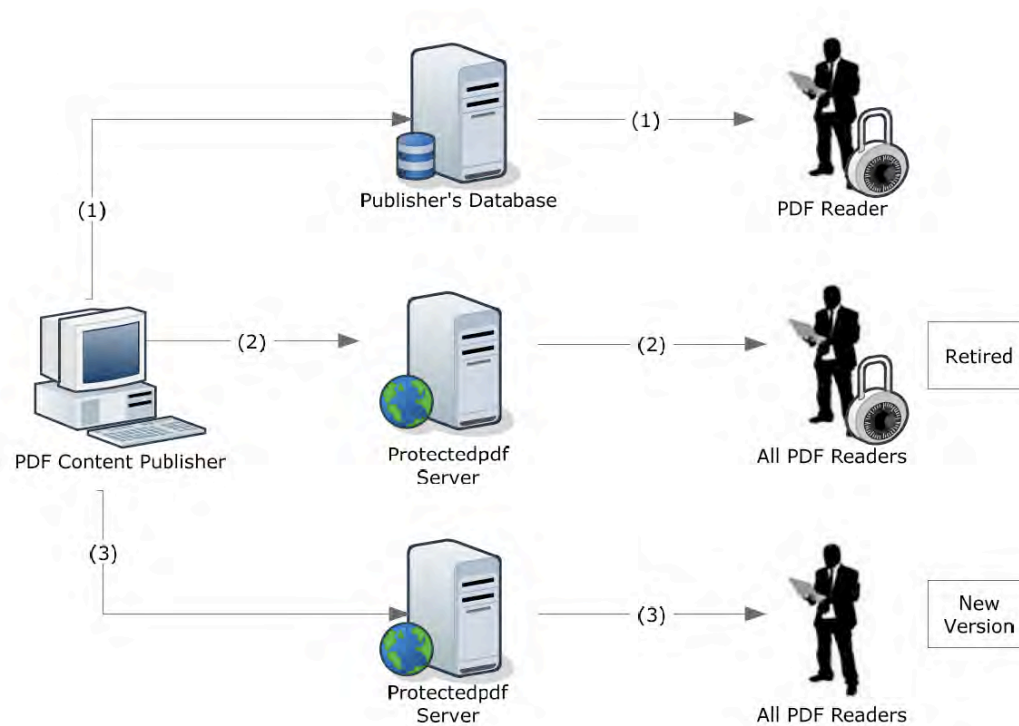 (1)
(1)
Publisher's Database
PDF Reader
(2)
(2)
Retired
PDF Content Publisher
Protectedpdf
Server
All PDF Readers
(3)
(3)
New
Version
Protectedpdf
Server
All PDF Readers